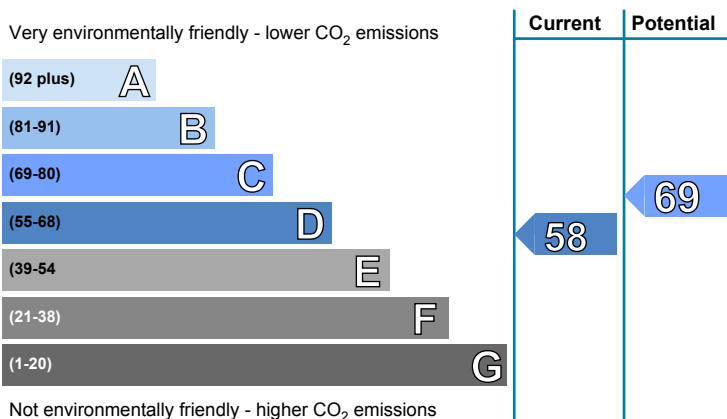 Very environmentally friendly - lower CO₂ emissions
Current
Potential
(92 plus) A
(81-91) B
(69-80) C
(55-68) D
(39-54 E
(21-38) F
(1-20) G
58
69
Not environmentally friendly - higher CO₂ emissions